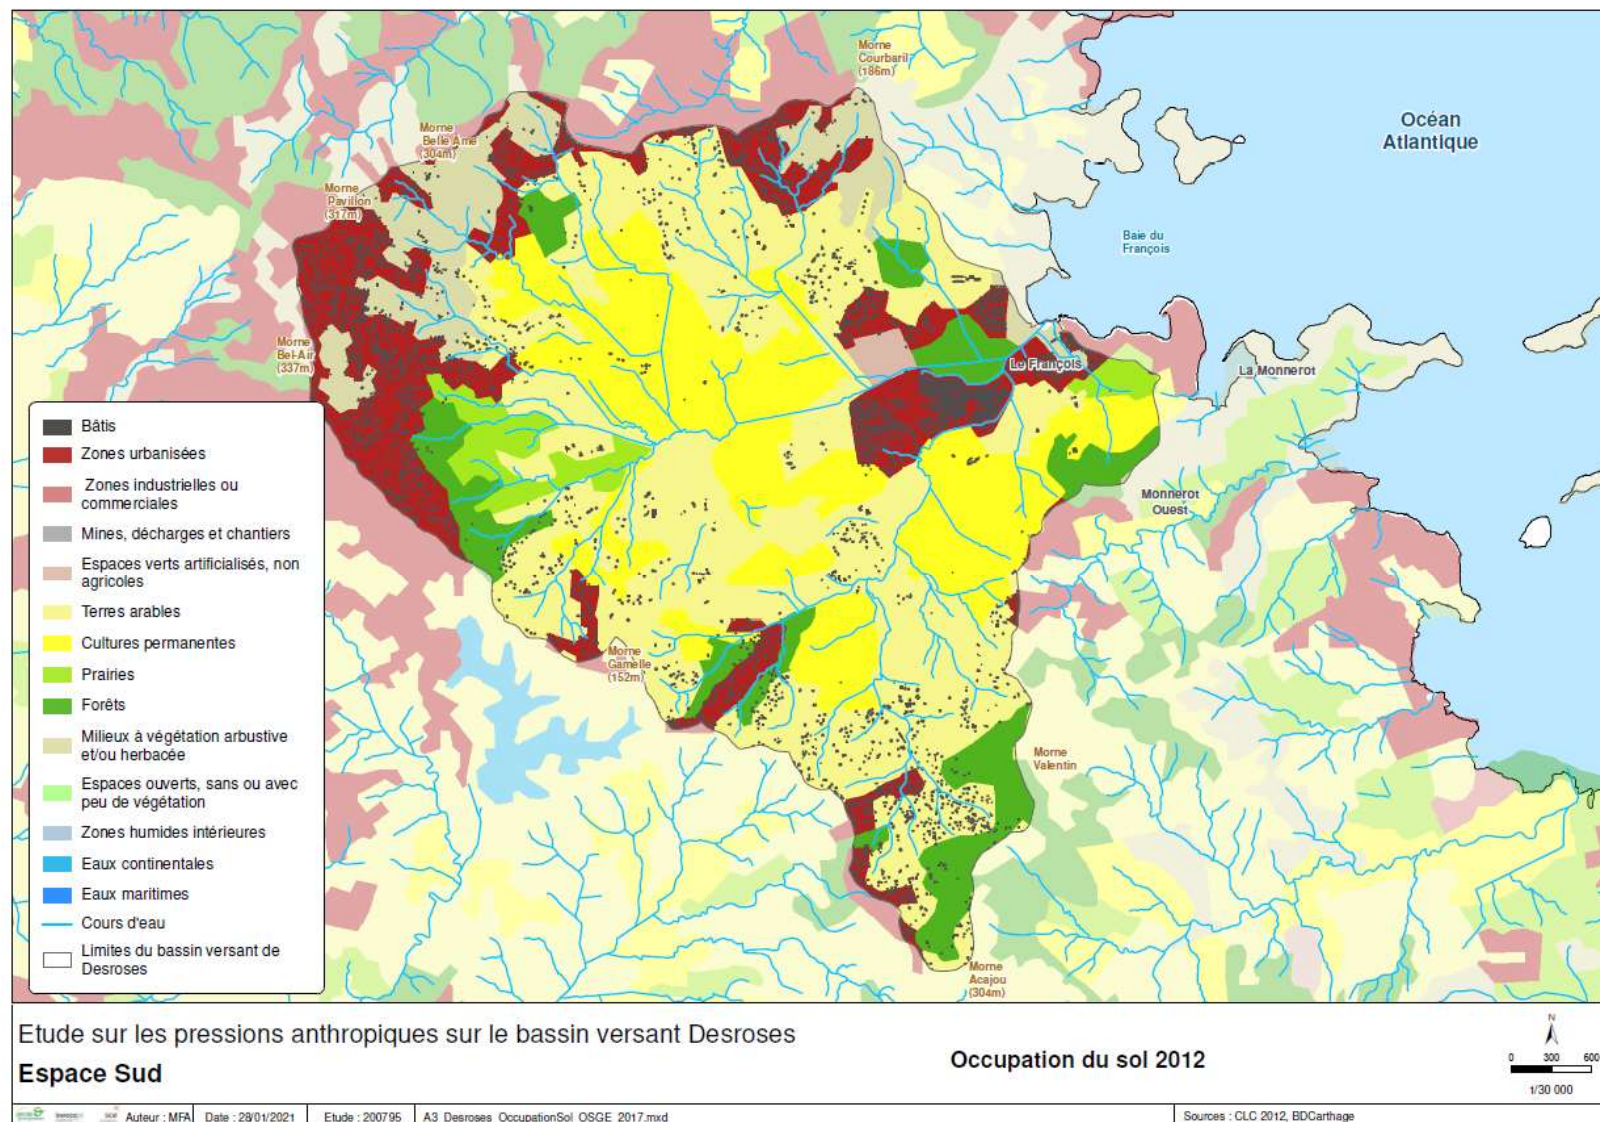 Morne
Courbaril
(186m)
Océan
Atlantique
Morne
Belle Ame
(304m)
Morne
Pavillon
(317m)
Baie du
François
Morne
Bel-Air
(337m)
Le François
La Monnerot
Bâtis
Zones urbanisées
Zones industrielles ou
commerciales
Mines, décharges et chantiers
Espaces verts artificialisés, non
agricoles
Terres arables
Cultures permanentes
Prairies
Forêts
Milieux à végétation arbustive
et/ou herbacée
Espaces ouverts, sans ou avec
peu de végétation
Zones humides intérieures
Eaux continentales
Eaux maritimes
Cours d'eau
Limites du bassin versant de
Desroses
Monnerot
Ouest
Morne
Gamelle
(152m)
Morne
Valentin
Morne
Acajou
(304m)
Etude sur les pressions anthropiques sur le bassin versant Desroses
Espace Sud
Occupation du sol 2012
N
0 300 600
1/30 000
Auteur : MFA
Date : 28/01/2021
Etude : 200795
A3_Desroses_OccupationSol_OSGE_2017.mxd
Sources : CLC 2012, BDCarthage